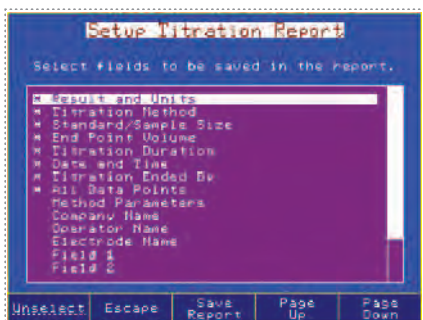 Setup Titration Report
Select fields to be saved in the report.
* Result and Units
* Titration Method
* Standard/Sample Size
* End Point Volume
* Titration Duration
* Date and Time
* Titration Ended By
* All Data Points
Method Parameters
Company Name
Operator Name
Electrode Name
Field 1
Field 2
Unselect Escape Save Report Page Up Page Down